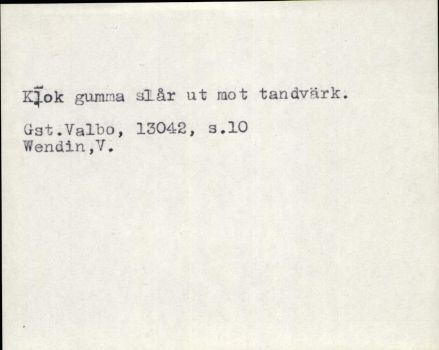 Klok gumma slår ut mot tandvärk.
Gst.Valbo, 13042, s.10
Wendin,V.